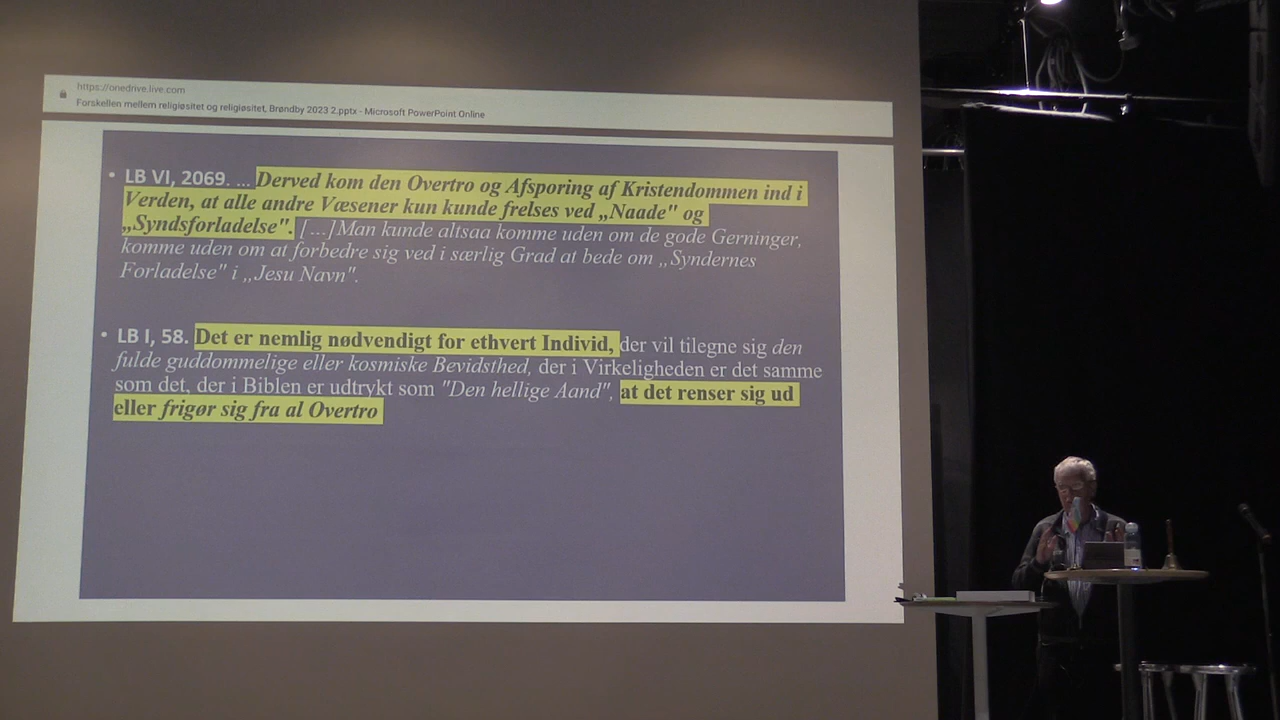 https://onedrive.live.com
Forskellen mellem religiøsitet og religiøsitet, Brøndby 2023 2.pptx - Microsoft PowerPoint Online
• LB VI, 2069. ... Derved kom den Overtro og Afsporing af Kristendommen ind i
Verden, at alle andre Væsener kun kunde frelses ved „Naade" og
„Syndsforladelse". [...]Man kunde altsaa komme uden om de gode Gerninger,
komme uden om at forbedre sig ved i særlig Grad at bede om „Syndernes
Forladelse" i „Jesu Navn".
• LB I, 58. Det er nemlig nødvendigt for ethvert Individ, der vil tilegne sig den
fulde guddommelige eller kosmiske Bevidsthed, der i Virkeligheden er det samme
som det, der i Biblen er udtrykt som "Den hellige Aand", at det renser sig ud
eller frigør sig fra al Overtro